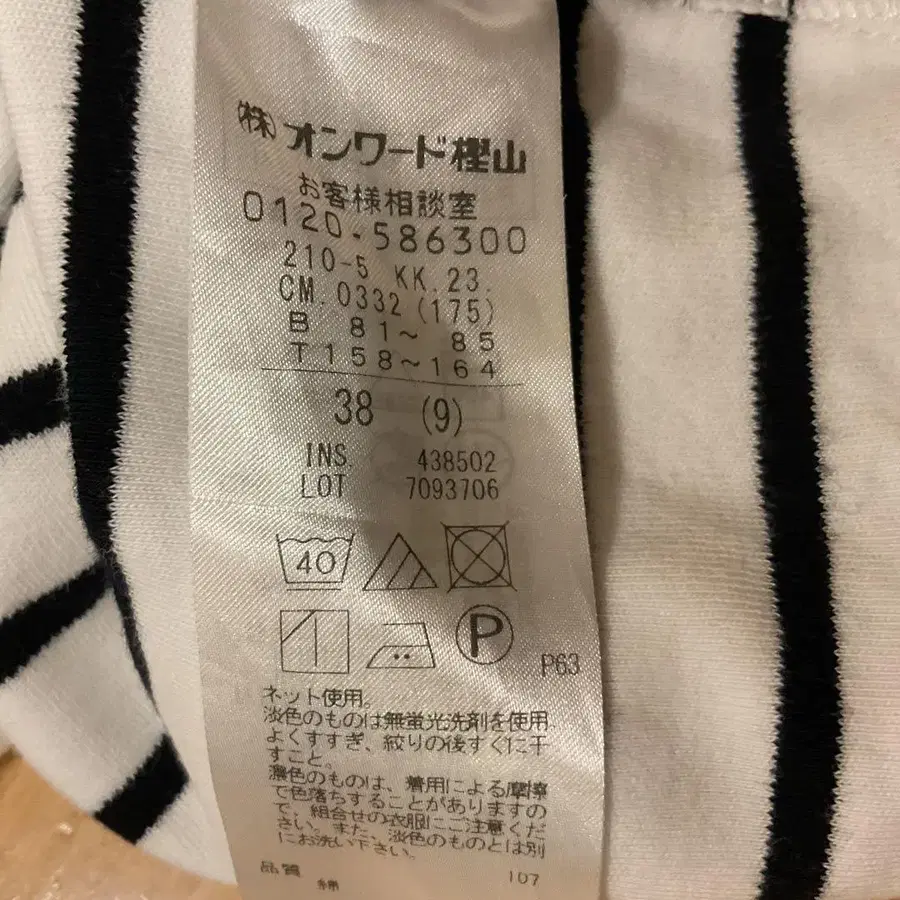 (株)オンワード樫山
お客様相談室
0120-586300
210-5 KK.23.
CM.0332(175)
B 81～ 85
T158～164
38 (9)
INS. 438502
LOT 7093706
40
P
P63
ネット使用。
淡色のものは無蛍光洗剤を使用
よくすすぎ、絞りの後すぐに干
すこと。
濃色のものは、着用による摩擦
で色落ちすることがありますの
で、組合せの衣服にご注意くだ
さい。また、淡色のものとは別
にお洗い下さい。
品質 107
綿